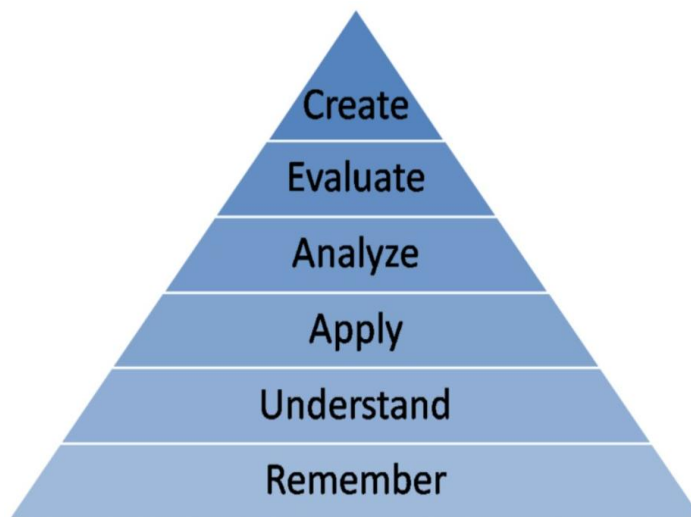 Create
Evaluate
Analyze
Apply
Understand
Remember